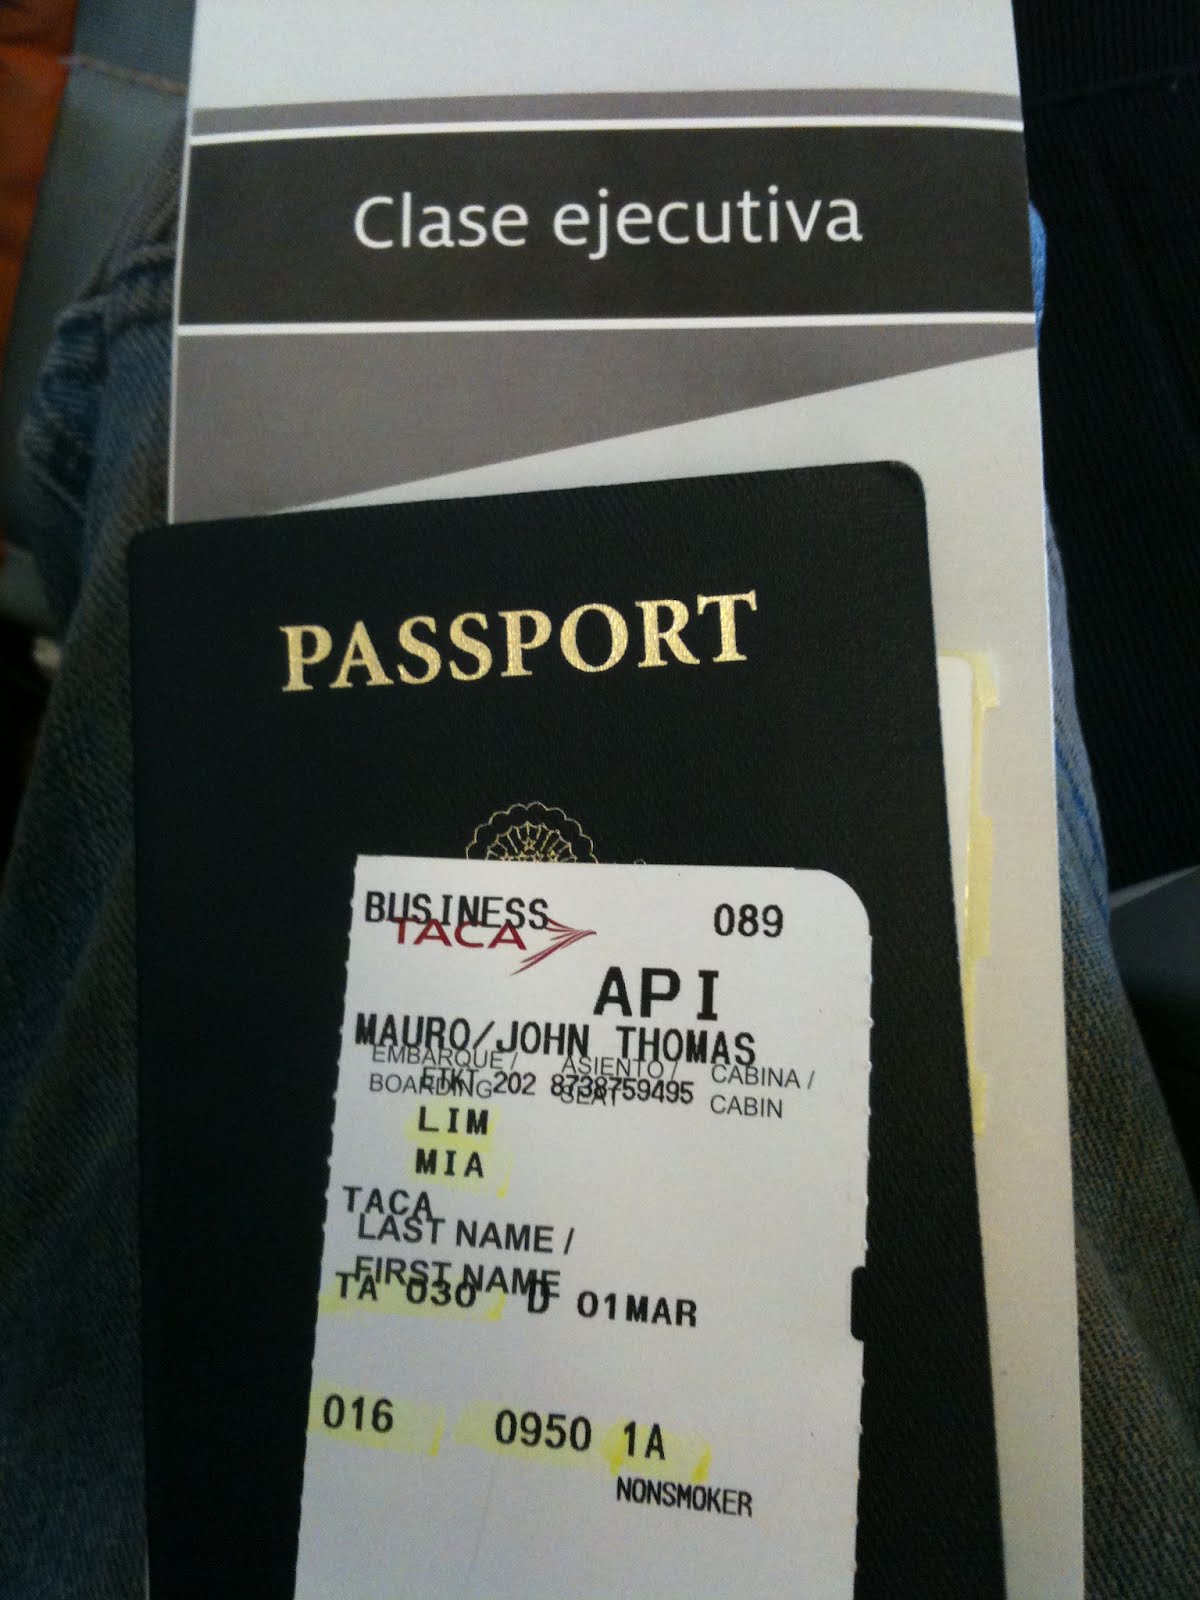 Clase ejecutiva
PASSPORT
BUSINESS 089
TACA
API
MAURO/JOHN THOMAS
EMBARQUE / ASIENTO / CABINA /
BOARDING SEAT CABIN
ETKT 202 8738759495
LIM
MIA
TACA
LAST NAME /
FIRST NAME
TA 030 D 01MAR
016 0950 1A
NONSMOKER